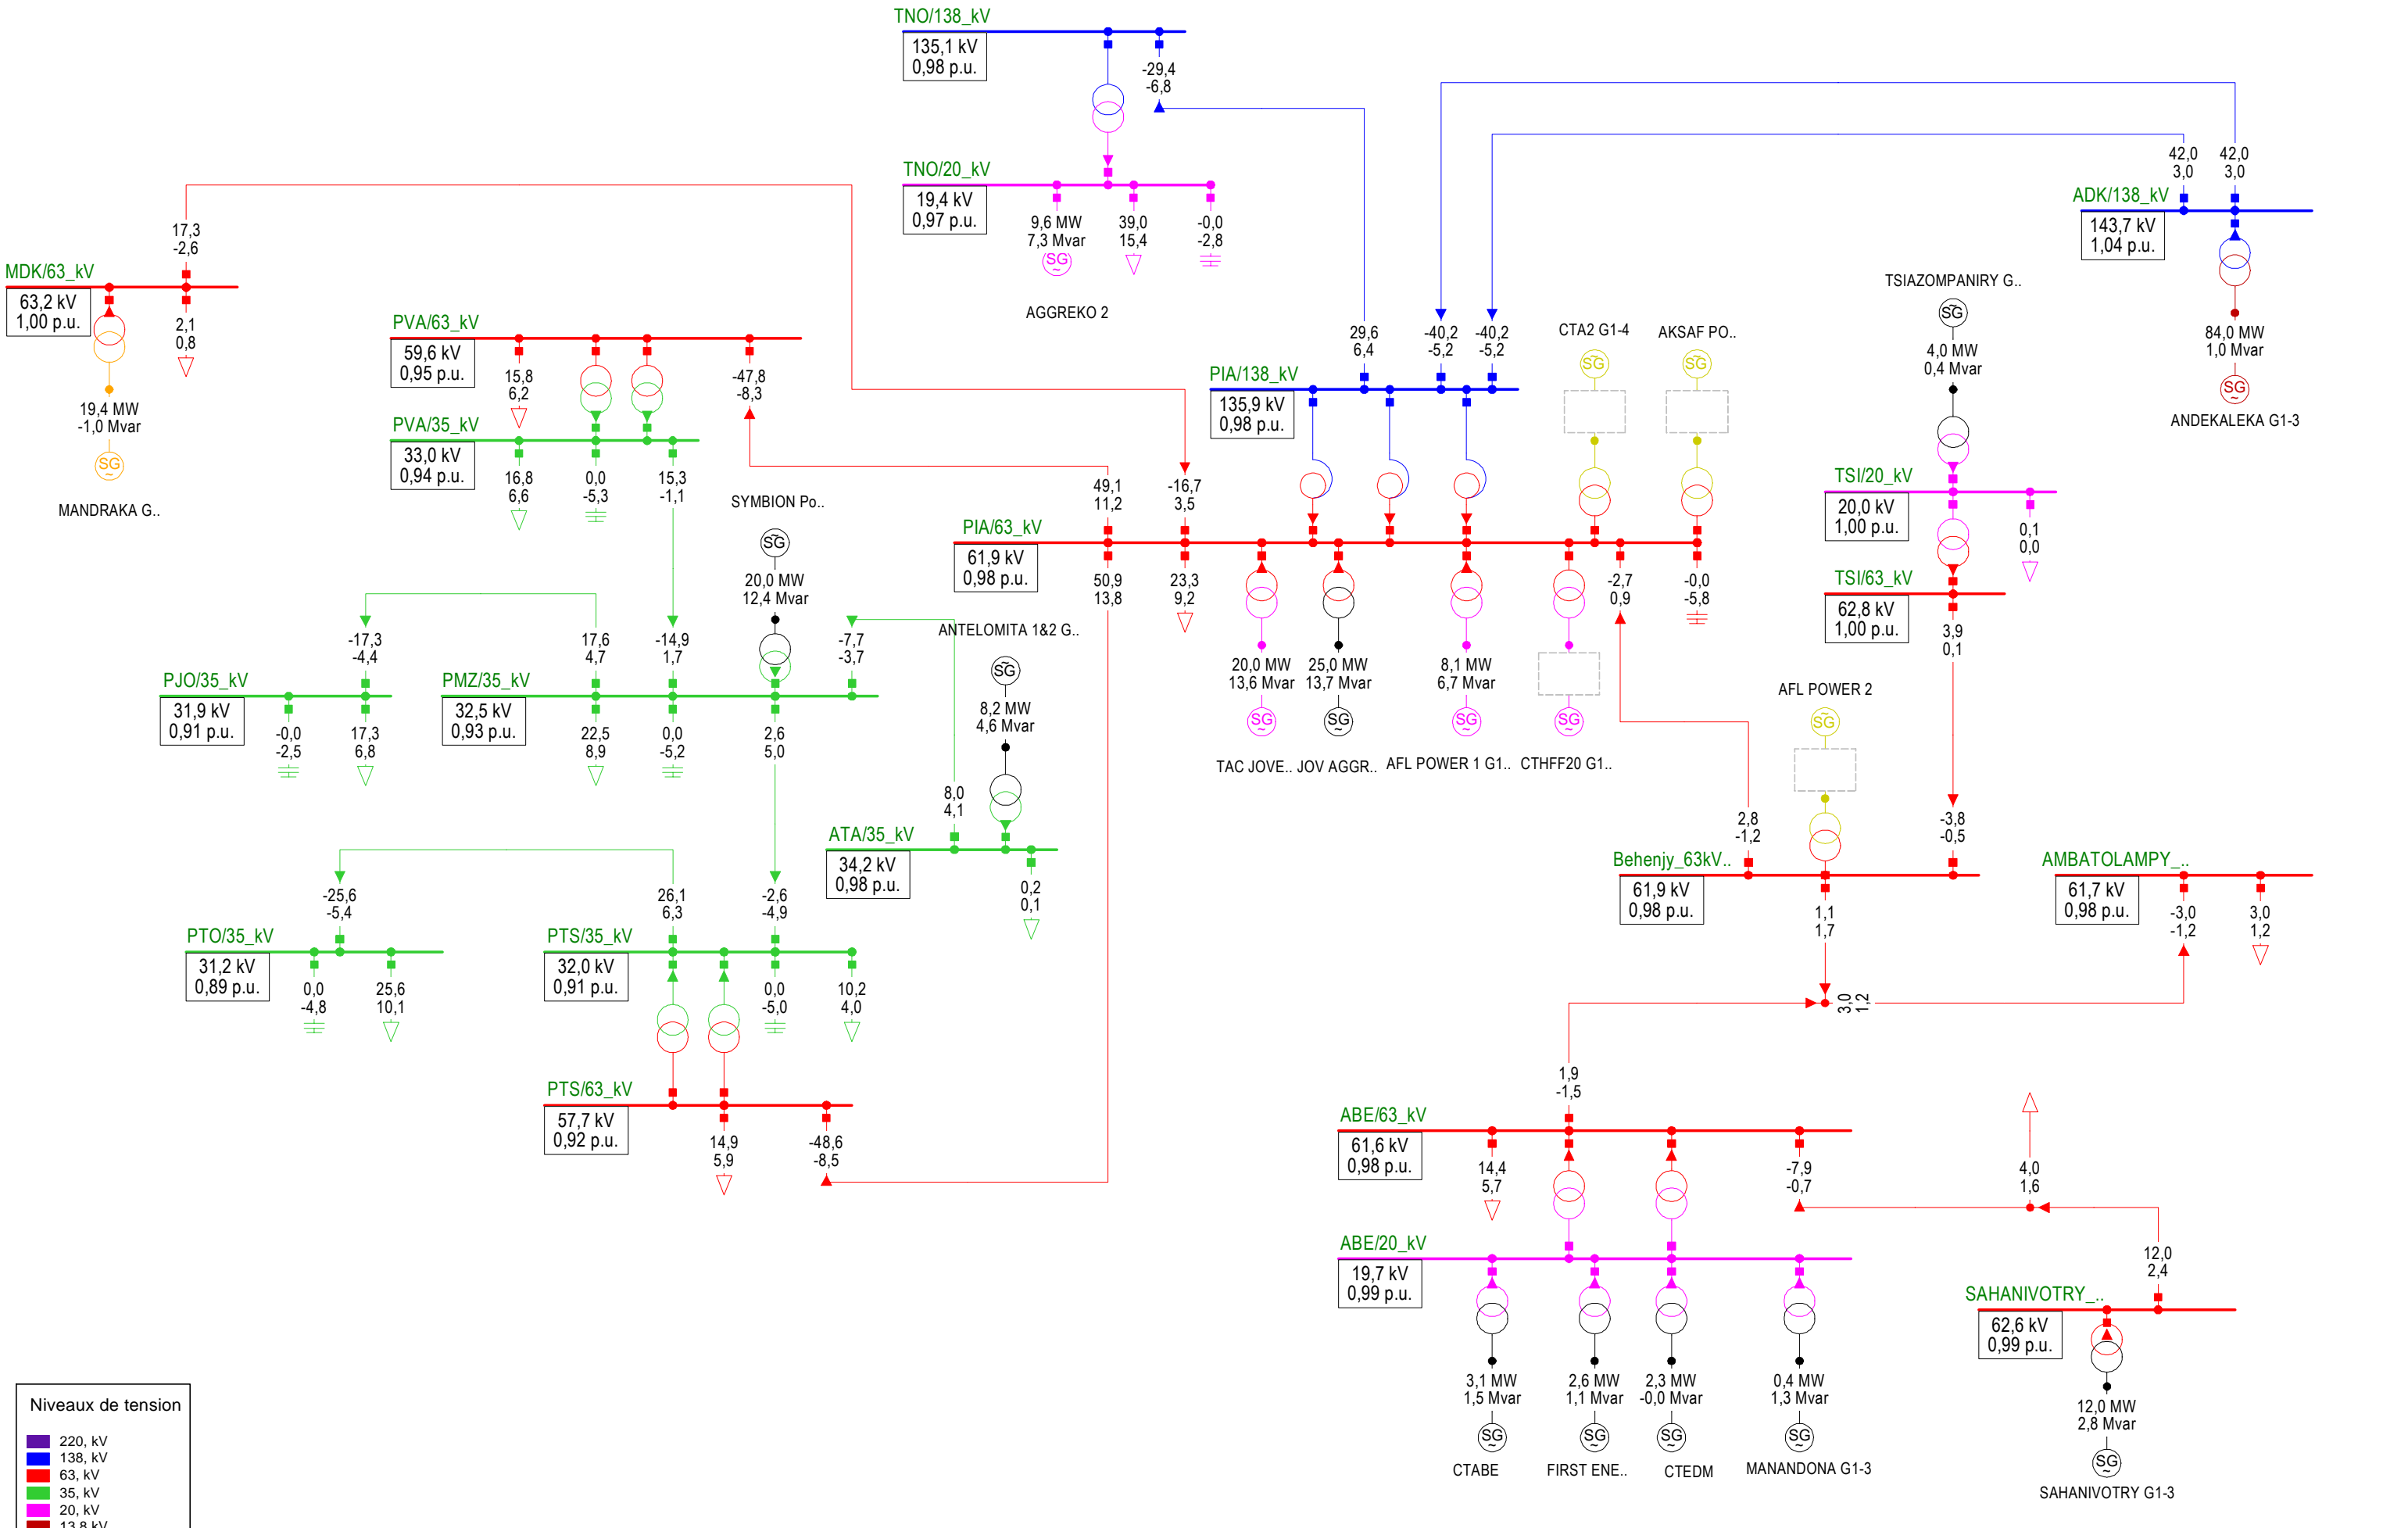 TNO/138_kV
135,1 kV
0,98 p.u.
-29,4
-6,8
TNO/20_kV
19,4 kV
0,97 p.u.
9,6 MW
7,3 Mvar
SG
~
39,0
15,4
-0,0
-2,8
AGGREKO 2
42,0
3,0
42,0
3,0
ADK/138_kV
143,7 kV
1,04 p.u.
84,0 MW
1,0 Mvar
SG
~
ANDEKALEKA G1-3
17,3
-2,6
MDK/63_kV
63,2 kV
1,00 p.u.
2,1
0,8
19,4 MW
-1,0 Mvar
SG
~
MANDRAKA G..
PVA/63_kV
59,6 kV
0,95 p.u.
15,8
6,2
-47,8
-8,3
PVA/35_kV
33,0 kV
0,94 p.u.
16,8
6,6
0,0
-5,3
15,3
-1,1
SYMBION Po..
SG
~
20,0 MW
12,4 Mvar
29,6
6,4
-40,2
-5,2
-40,2
-5,2
PIA/138_kV
135,9 kV
0,98 p.u.
CTA2 G1-4
SG
~
AKSAF PO..
SG
~
TSIAZOMPANIRY G..
SG
~
4,0 MW
0,4 Mvar
TSI/20_kV
20,0 kV
1,00 p.u.
0,1
0,0
TSI/63_kV
62,8 kV
1,00 p.u.
3,9
0,1
49,1
11,2
-16,7
3,5
PIA/63_kV
61,9 kV
0,98 p.u.
50,9
13,8
23,3
9,2
-2,7
0,9
-0,0
-5,8
20,0 MW
13,6 Mvar
SG
~
25,0 MW
13,7 Mvar
SG
~
8,1 MW
6,7 Mvar
SG
~
SG
~
TAC JOVE..
JOV AGGR..
AFL POWER 1 G1..
CTHFF20 G1..
-17,3
-4,4
17,6
4,7
-14,9
1,7
-7,7
-3,7
ANTELOMITA 1&2 G..
SG
~
8,2 MW
4,6 Mvar
PJO/35_kV
31,9 kV
0,91 p.u.
-0,0
-2,5
17,3
6,8
PMZ/35_kV
32,5 kV
0,93 p.u.
22,5
8,9
0,0
-5,2
2,6
5,0
8,0
4,1
ATA/35_kV
34,2 kV
0,98 p.u.
0,2
0,1
AFL POWER 2
SG
~
2,8
-1,2
-3,8
-0,5
Behenjy_63kV..
61,9 kV
0,98 p.u.
1,1
1,7
AMBATOLAMPY_..
61,7 kV
0,98 p.u.
-3,0
-1,2
3,0
1,2
3,0
1,2
-25,6
-5,4
26,1
6,3
-2,6
-4,9
PTO/35_kV
31,2 kV
0,89 p.u.
0,0
-4,8
25,6
10,1
PTS/35_kV
32,0 kV
0,91 p.u.
0,0
-5,0
10,2
4,0
PTS/63_kV
57,7 kV
0,92 p.u.
14,9
5,9
-48,6
-8,5
1,9
-1,5
ABE/63_kV
61,6 kV
0,98 p.u.
14,4
5,7
-7,9
-0,7
4,0
1,6
ABE/20_kV
19,7 kV
0,99 p.u.
12,0
2,4
SAHANIVOTRY_..
62,6 kV
0,99 p.u.
12,0 MW
2,8 Mvar
SG
~
SAHANIVOTRY G1-3
3,1 MW
1,5 Mvar
SG
~
CTABE
2,6 MW
1,1 Mvar
SG
~
FIRST ENE..
2,3 MW
-0,0 Mvar
SG
~
CTEDM
0,4 MW
1,3 Mvar
SG
~
MANANDONA G1-3
Niveaux de tension
220, kV
138, kV
63, kV
35, kV
20, kV
13,8 kV